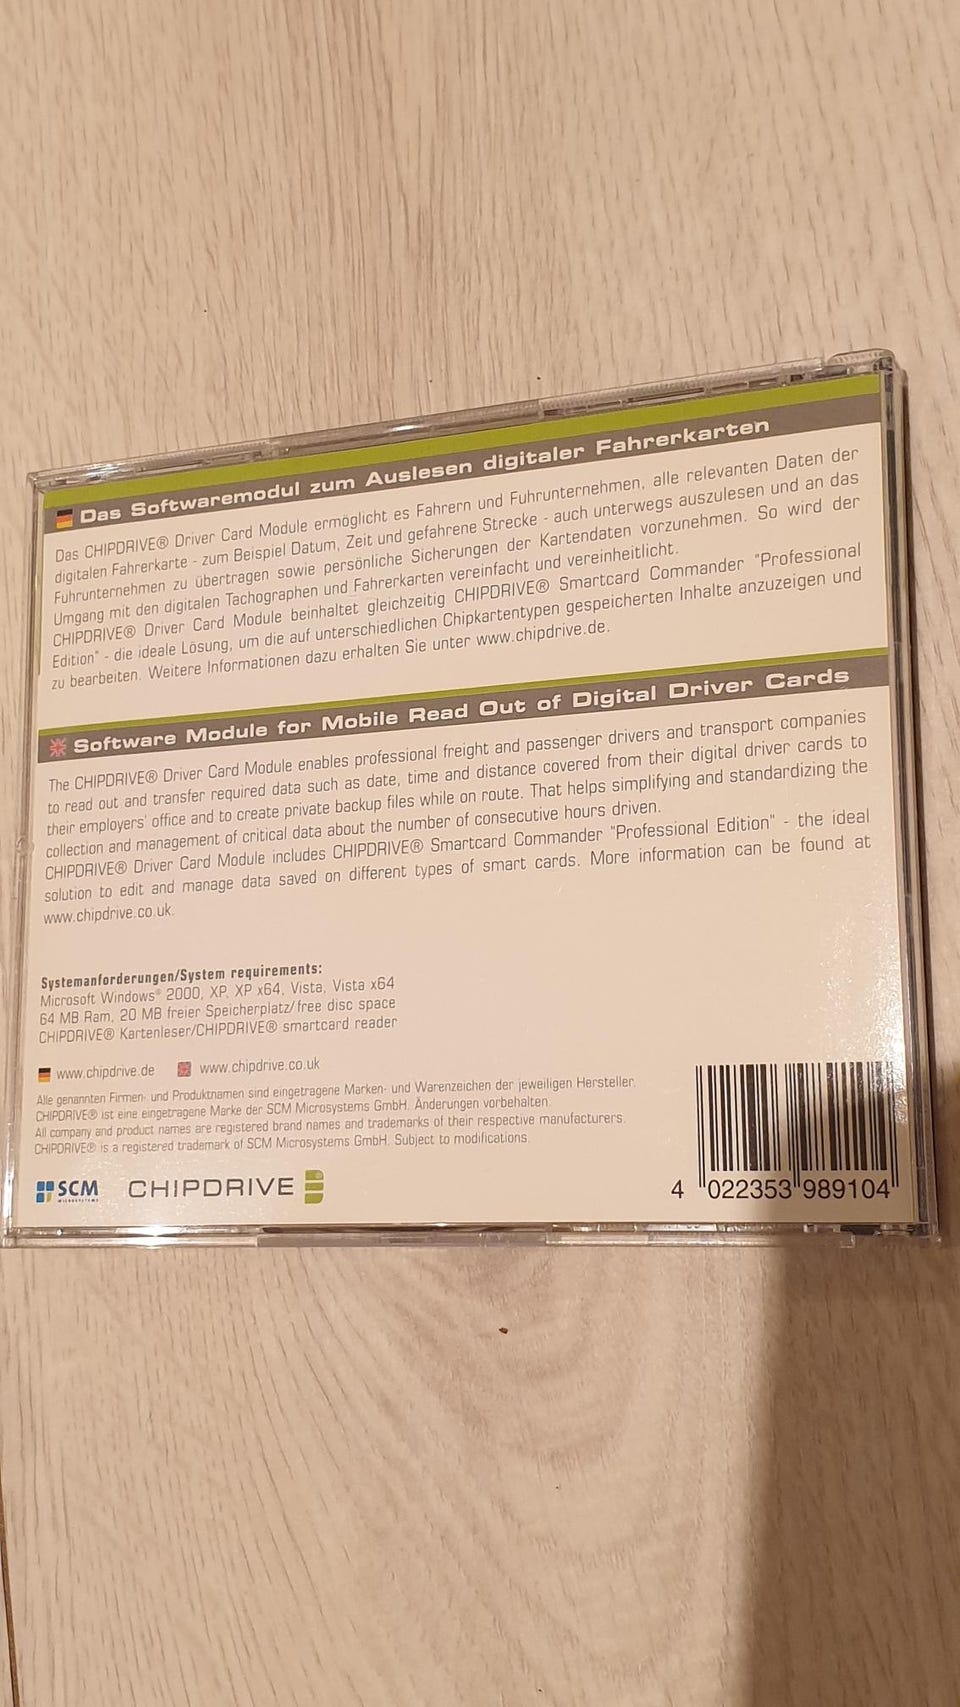 Das Softwaremodul zum Auslesen digitaler Fahrerkarten
Das CHIPDRIVE® Driver Card Module ermöglicht es Fahrern und Fuhrunternehmen, alle relevanten Daten der
digitalen Fahrerkarte - zum Beispiel Datum, Zeit und gefahrene Strecke - auch unterwegs auszulesen und an das
Fuhrunternehmen zu übertragen sowie persönliche Sicherungen der Kartendaten vorzunehmen. So wird der
Umgang mit den digitalen Tachographen und Fahrerkarten vereinfacht und vereinheitlicht.
CHIPDRIVE® Driver Card Module beinhaltet gleichzeitig CHIPDRIVE® Smartcard Commander "Professional
Edition" - die ideale Lösung, um die auf unterschiedlichen Chipkartentypen gespeicherten Inhalte anzuzeigen und
zu bearbeiten. Weitere Informationen dazu erhalten Sie unter www.chipdrive.de.
Software Module for Mobile Read Out of Digital Driver Cards
The CHIPDRIVE® Driver Card Module enables professional freight and passenger drivers and transport companies
to read out and transfer required data such as date, time and distance covered from their digital driver cards to
their employers' office and to create private backup files while on route. That helps simplifying and standardizing the
collection and management of critical data about the number of consecutive hours driven.
CHIPDRIVE® Driver Card Module includes CHIPDRIVE® Smartcard Commander "Professional Edition" - the ideal
solution to edit and manage data saved on different types of smart cards. More information can be found at
www.chipdrive.co.uk.
Systemanforderungen/System requirements:
Microsoft Windows® 2000, XP, XP x64, Vista, Vista x64
64 MB Ram, 20 MB freier Speicherplatz/free disc space
CHIPDRIVE® Kartenleser/CHIPDRIVE® smartcard reader
www.chipdrive.de www.chipdrive.co.uk
Alle genannten Firmen- und Produktnamen sind eingetragene Marken- und Warenzeichen der jeweiligen Hersteller.
CHIPDRIVE® ist eine eingetragene Marke der SCM Microsystems GmbH. Änderungen vorbehalten.
All company and product names are registered brand names and trademarks of their respective manufacturers.
CHIPDRIVE® is a registered trademark of SCM Microsystems GmbH. Subject to modifications.
SCM MICROSYSTEMS CHIPDRIVE
4 022353 989104